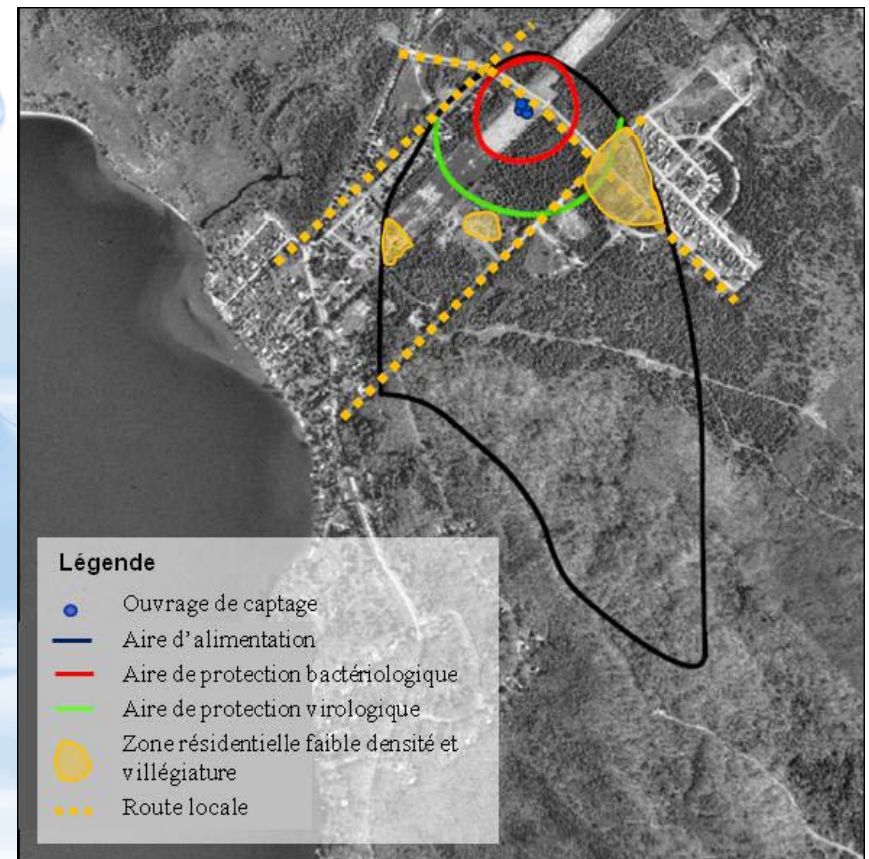 Légende
Ouvrage de captage
Aire d'alimentation
Aire de protection bactériologique
Aire de protection virologique
Zone résidentielle faible densité et
villégiature
Route locale